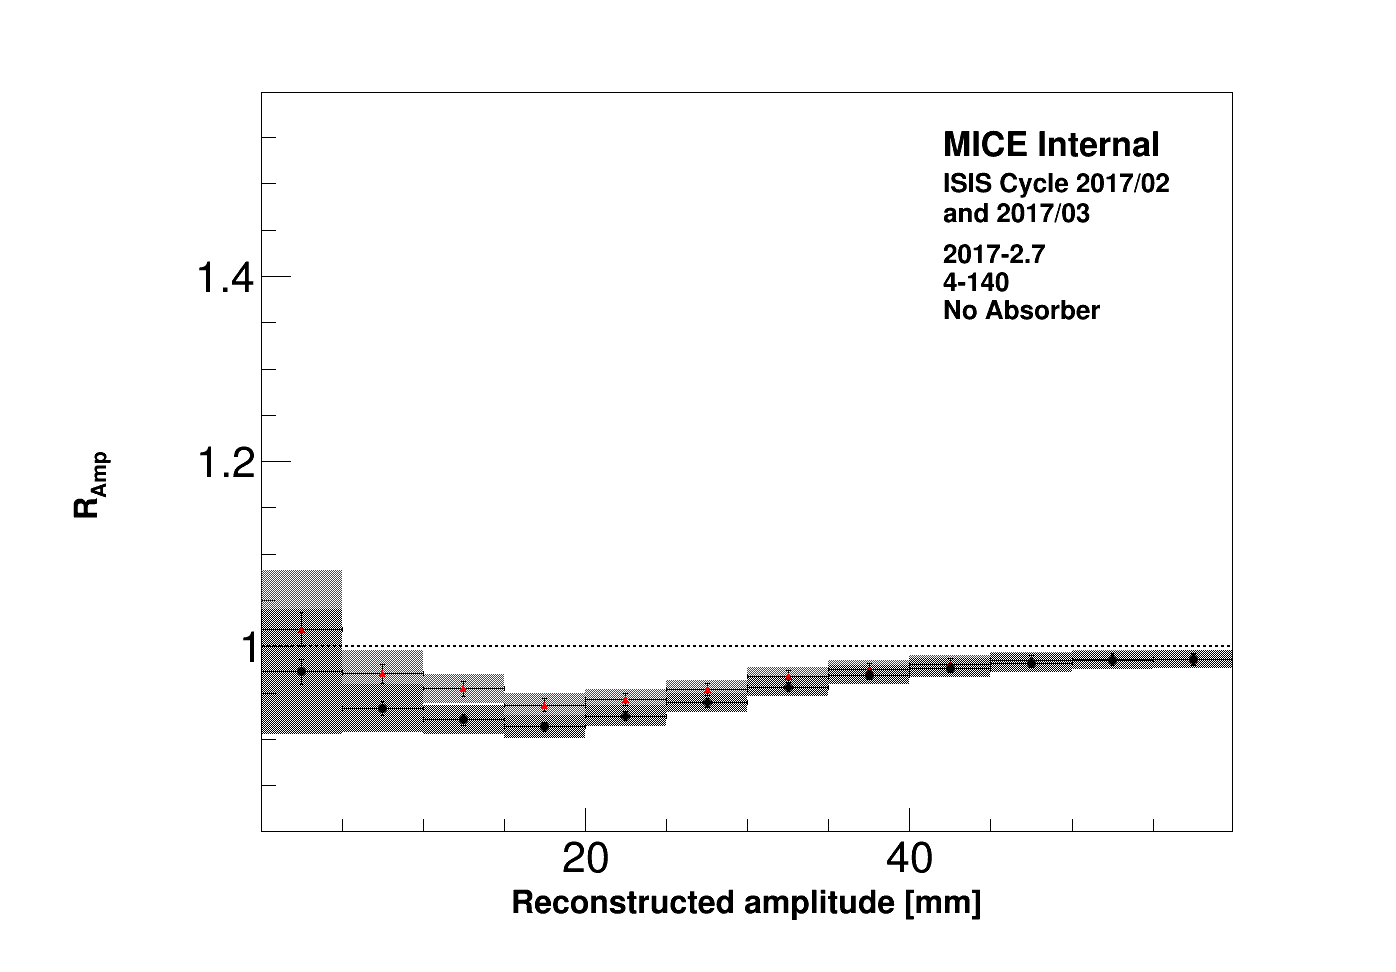 MICE Internal
ISIS Cycle 2017/02
and 2017/03
2017-2.7
4-140
No Absorber
1.4
1.2
1
R_Amp
20
40
Reconstructed amplitude [mm]